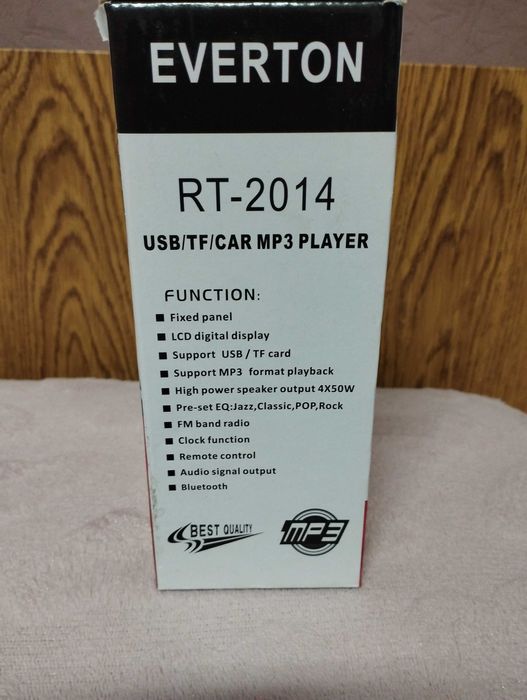 EVERTON
RT-2014
USB/TF/CAR MP3 PLAYER
FUNCTION:
■ Fixed panel
■ LCD digital display
■ Support USB / TF card
■ Support MP3 format playback
■ High power speaker output 4X50W
■ Pre-set EQ:Jazz,Classic,POP,Rock
■ FM band radio
■ Clock function
■ Remote control
■ Audio signal output
■ Bluetooth
BEST QUALITY
MP3